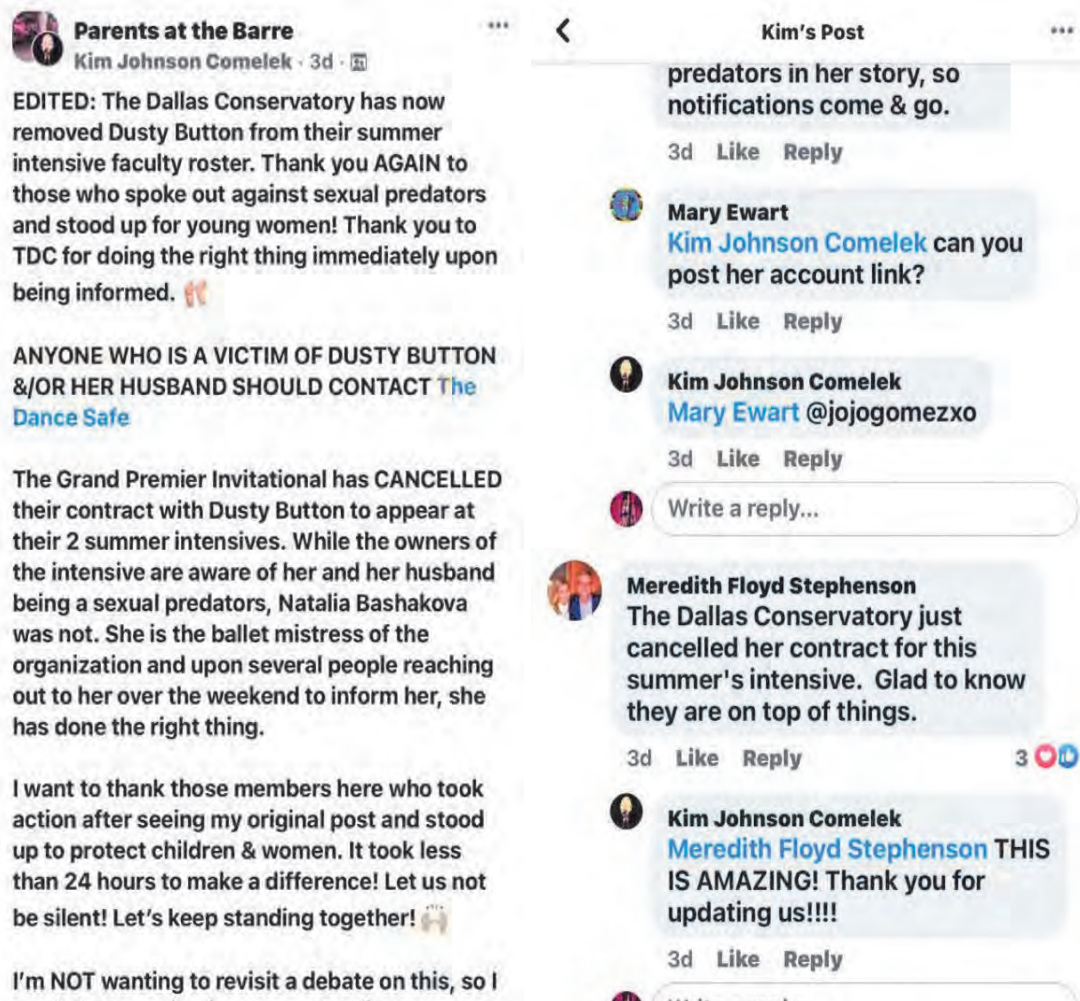 Parents at the Barre
Kim Johnson Comelek · 3d ·
EDITED: The Dallas Conservatory has now
removed Dusty Button from their summer
intensive faculty roster. Thank you AGAIN to
those who spoke out against sexual predators
and stood up for young women! Thank you to
TDC for doing the right thing immediately upon
being informed.
ANYONE WHO IS A VICTIM OF DUSTY BUTTON
&/OR HER HUSBAND SHOULD CONTACT The
Dance Safe
The Grand Premier Invitational has CANCELLED
their contract with Dusty Button to appear at
their 2 summer intensives. While the owners of
the intensive are aware of her and her husband
being a sexual predators, Natalia Bashakova
was not. She is the ballet mistress of the
organization and upon several people reaching
out to her over the weekend to inform her, she
has done the right thing.
I want to thank those members here who took
action after seeing my original post and stood
up to protect children & women. It took less
than 24 hours to make a difference! Let us not
be silent! Let's keep standing together!
I'm NOT wanting to revisit a debate on this, so I
Kim's Post
predators in her story, so
notifications come & go.
3d Like Reply
Mary Ewart
Kim Johnson Comelek can you
post her account link?
3d Like Reply
Kim Johnson Comelek
Mary Ewart @jojogomezxo
3d Like Reply
Write a reply...
Meredith Floyd Stephenson
The Dallas Conservatory just
cancelled her contract for this
summer's intensive. Glad to know
they are on top of things.
3d Like Reply 3
Kim Johnson Comelek
Meredith Floyd Stephenson THIS
IS AMAZING! Thank you for
updating us!!!!
3d Like Reply